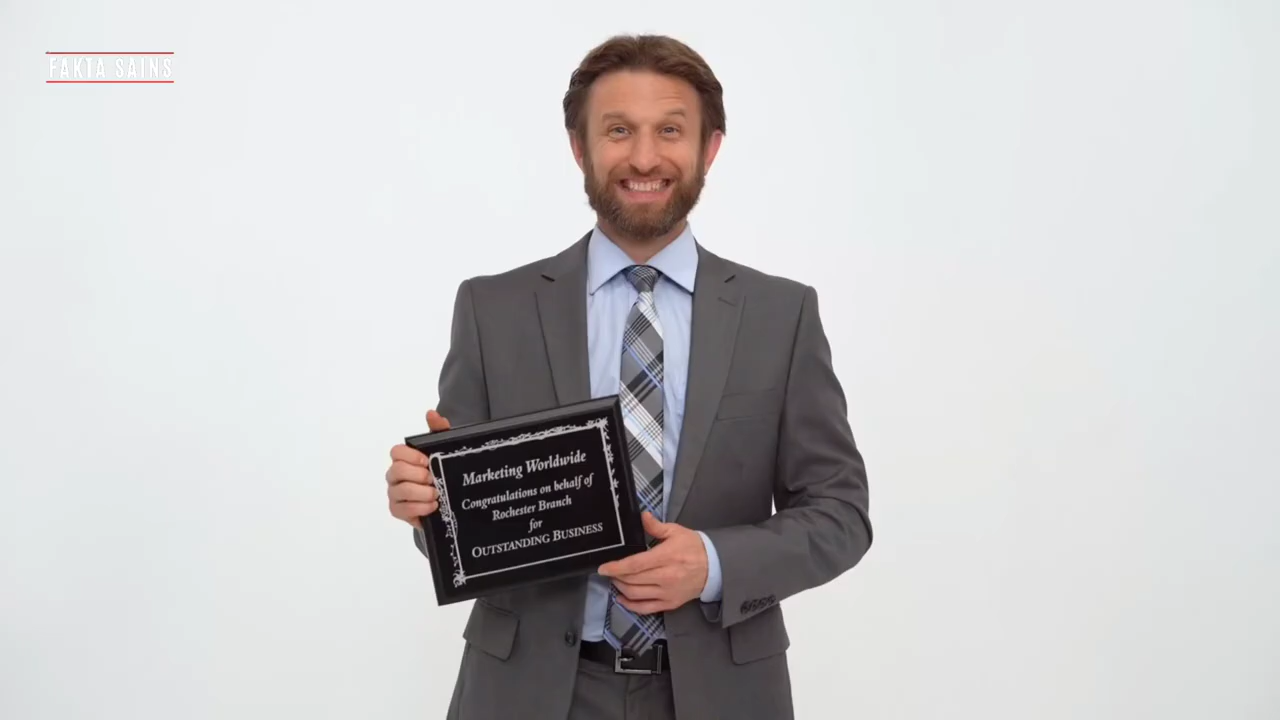 FAKTA SAINS
Marketing Worldwide
Congratulations on behalf of
Rochester Branch
for
OUTSTANDING BUSINESS